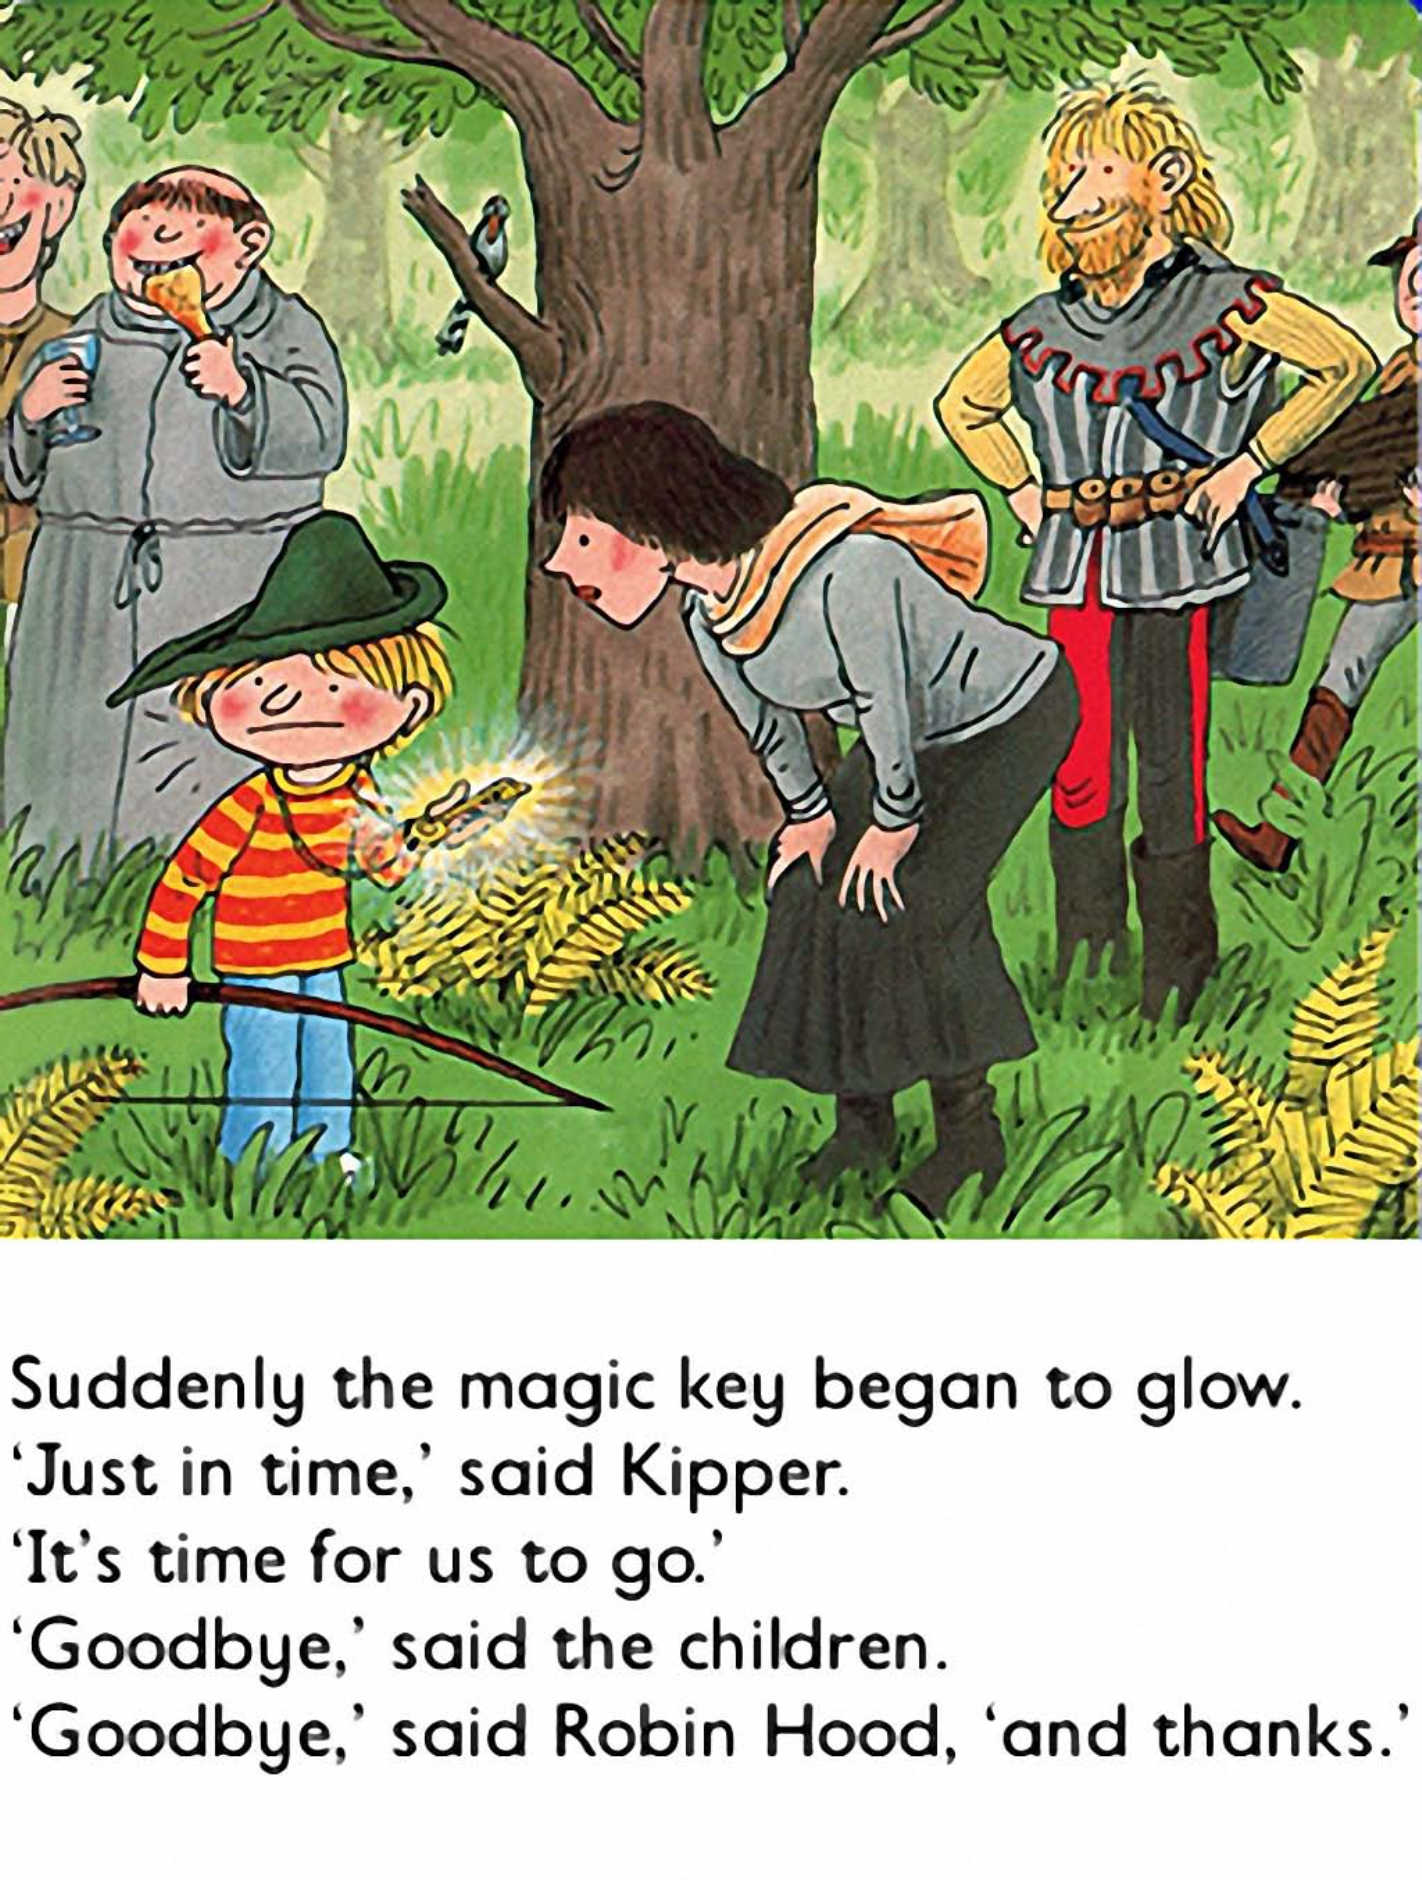 Suddenly the magic key began to glow.
‘Just in time,’ said Kipper.
‘It’s time for us to go.’
‘Goodbye,’ said the children.
‘Goodbye,’ said Robin Hood, ‘and thanks.’